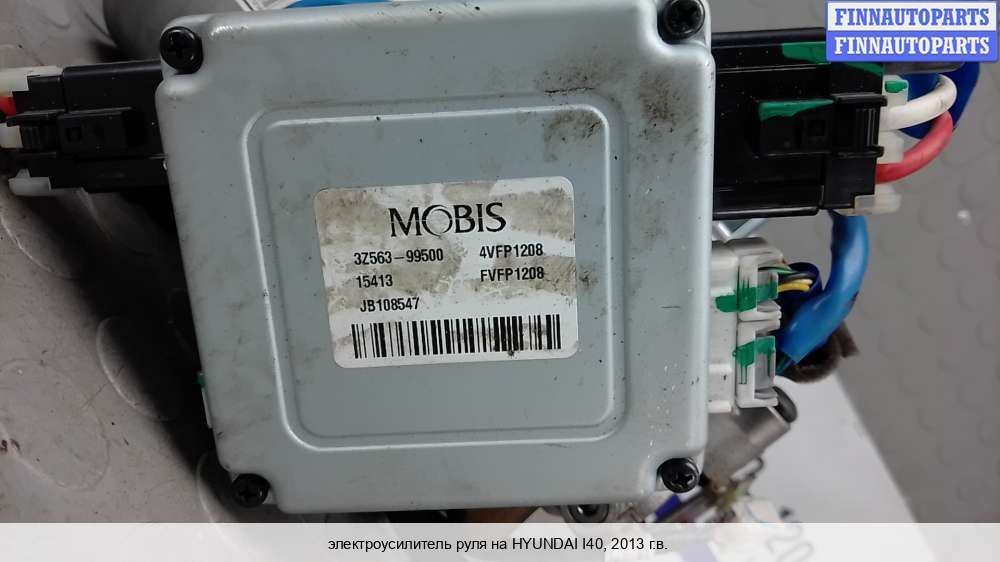 FINNAUTOPARTS
FINNAUTOPARTS
MOBIS
3Z563-99500 4VFP1208
15413 FVFP1208
JB108547
электроусилитель руля на HYUNDAI I40, 2013 г.в.